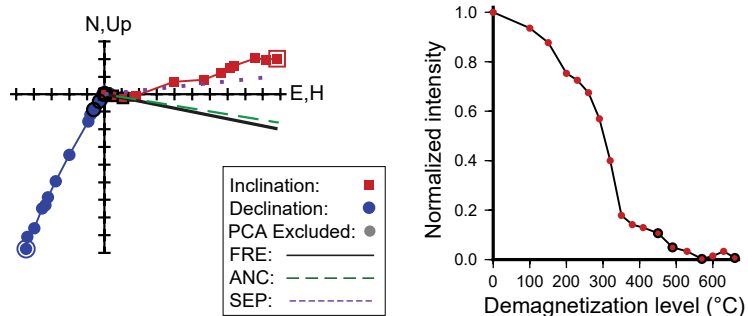 N,Up
E,H
Inclination:
Declination:
PCA Excluded:
FRE:
ANC:
SEP:
Normalized intensity
1.0
0.8
0.6
0.4
0.2
0.0
0 100 200 300 400 500 600
Demagnetization level (°C)